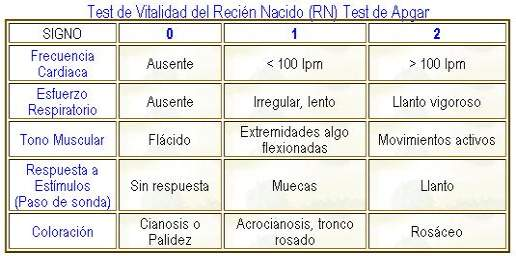 Test de Vitalidad del Recién Nacido (RN) Test de Apgar
SIGNO 0 1 2
Frecuencia Cardiaca Ausente < 100 lpm > 100 lpm
Esfuerzo Respiratorio Ausente Irregular, lento Llanto vigoroso
Tono Muscular Flácido Extremidades algo flexionadas Movimientos activos
Respuesta a Estímulos (Paso de sonda) Sin respuesta Muecas Llanto
Coloración Cianosis o Palidez Acrocianosis, tronco rosado Rosáceo